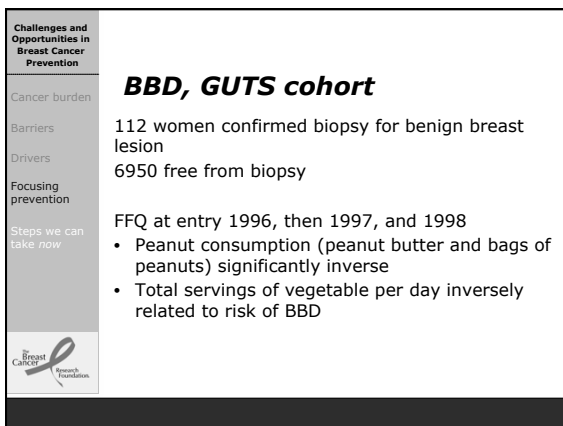 Challenges and
Opportunities in
Breast Cancer
Prevention
Cancer burden
Barriers
Drivers
Focusing
prevention
Steps we can
take now
The
Breast
Cancer
Research
Foundation
BBD, GUTS cohort
112 women confirmed biopsy for benign breast
lesion
6950 free from biopsy
FFQ at entry 1996, then 1997, and 1998
• Peanut consumption (peanut butter and bags of
peanuts) significantly inverse
• Total servings of vegetable per day inversely
related to risk of BBD